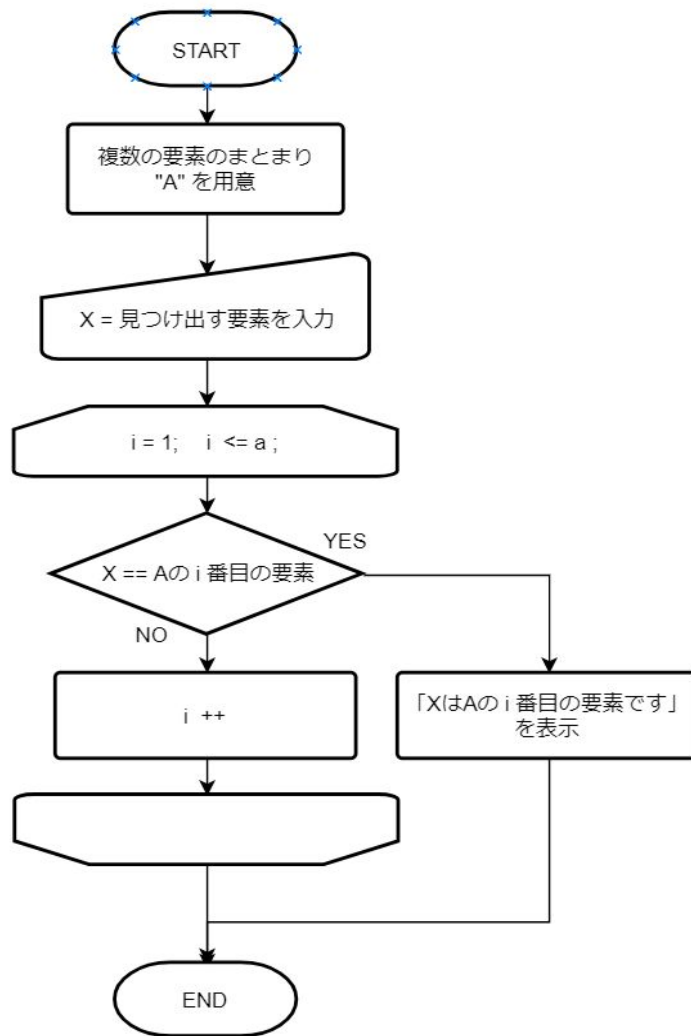 START
複数の要素のまとまり
"A" を用意
X = 見つけ出す要素を入力
i = 1;　i <= a ;
YES
X == Aの i 番目の要素
NO
i ++
「XはAの i 番目の要素です」
を表示
END